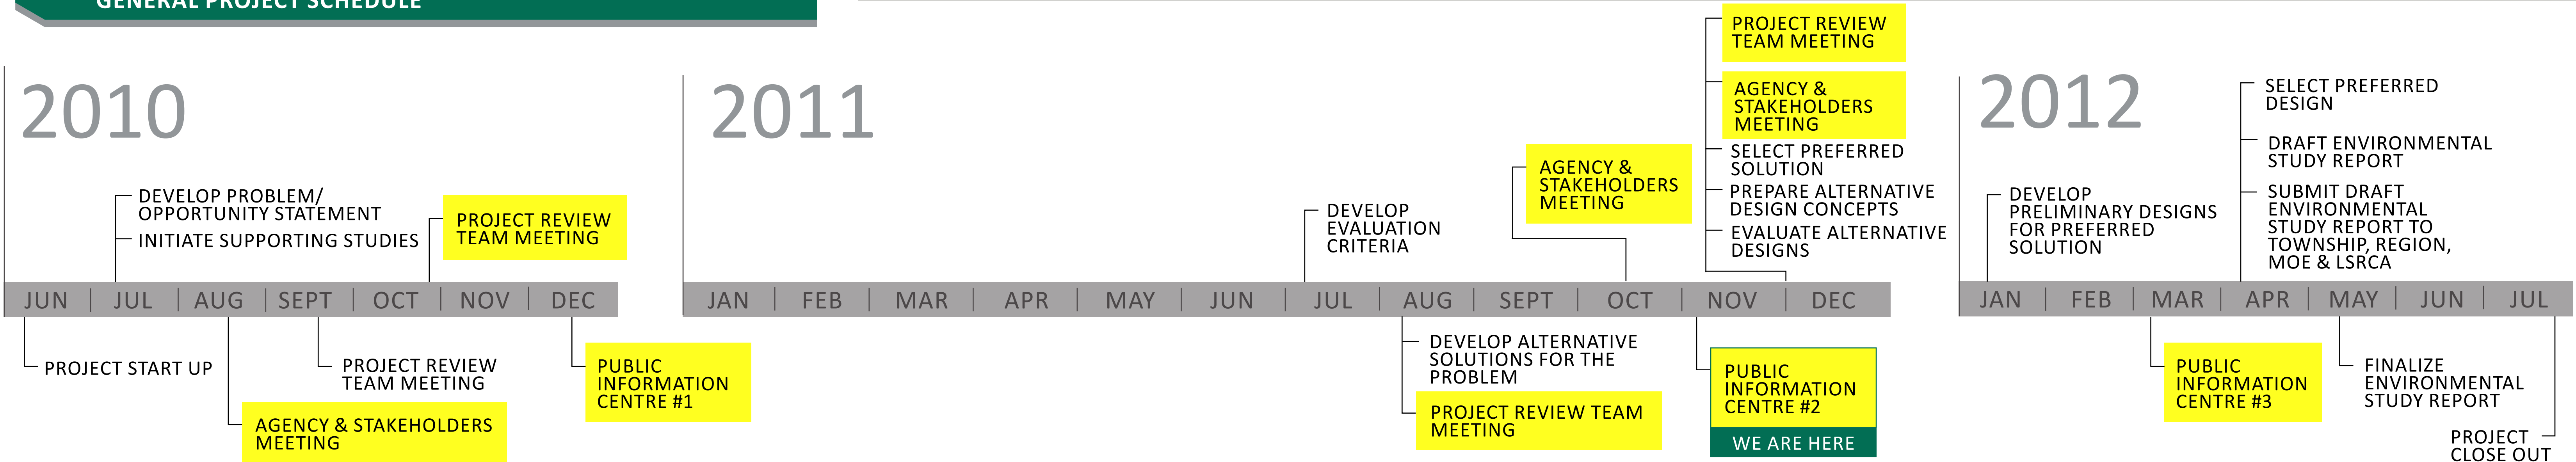 GENERAL PROJECT SCHEDULE
2010
DEVELOP PROBLEM/
OPPORTUNITY STATEMENT
INITIATE SUPPORTING STUDIES
PROJECT REVIEW
TEAM MEETING
JUN JUL AUG SEPT OCT NOV DEC
PROJECT START UP
AGENCY & STAKEHOLDERS
MEETING
PROJECT REVIEW
TEAM MEETING
PUBLIC
INFORMATION
CENTRE #1
2011
DEVELOP
EVALUATION
CRITERIA
AGENCY &
STAKEHOLDERS
MEETING
PROJECT REVIEW
TEAM MEETING
AGENCY &
STAKEHOLDERS
MEETING
SELECT PREFERRED
SOLUTION
PREPARE ALTERNATIVE
DESIGN CONCEPTS
EVALUATE ALTERNATIVE
DESIGNS
JAN FEB MAR APR MAY JUN JUL AUG SEPT OCT NOV DEC
DEVELOP ALTERNATIVE
SOLUTIONS FOR THE
PROBLEM
PROJECT REVIEW TEAM
MEETING
PUBLIC
INFORMATION
CENTRE #2
WE ARE HERE
2012
DEVELOP
PRELIMINARY DESIGNS
FOR PREFERRED
SOLUTION
SELECT PREFERRED
DESIGN
DRAFT ENVIRONMENTAL
STUDY REPORT
SUBMIT DRAFT
ENVIRONMENTAL
STUDY REPORT TO
TOWNSHIP, REGION,
MOE & LSRCA
JAN FEB MAR APR MAY JUN JUL
PUBLIC
INFORMATION
CENTRE #3
FINALIZE
ENVIRONMENTAL
STUDY REPORT
PROJECT
CLOSE OUT